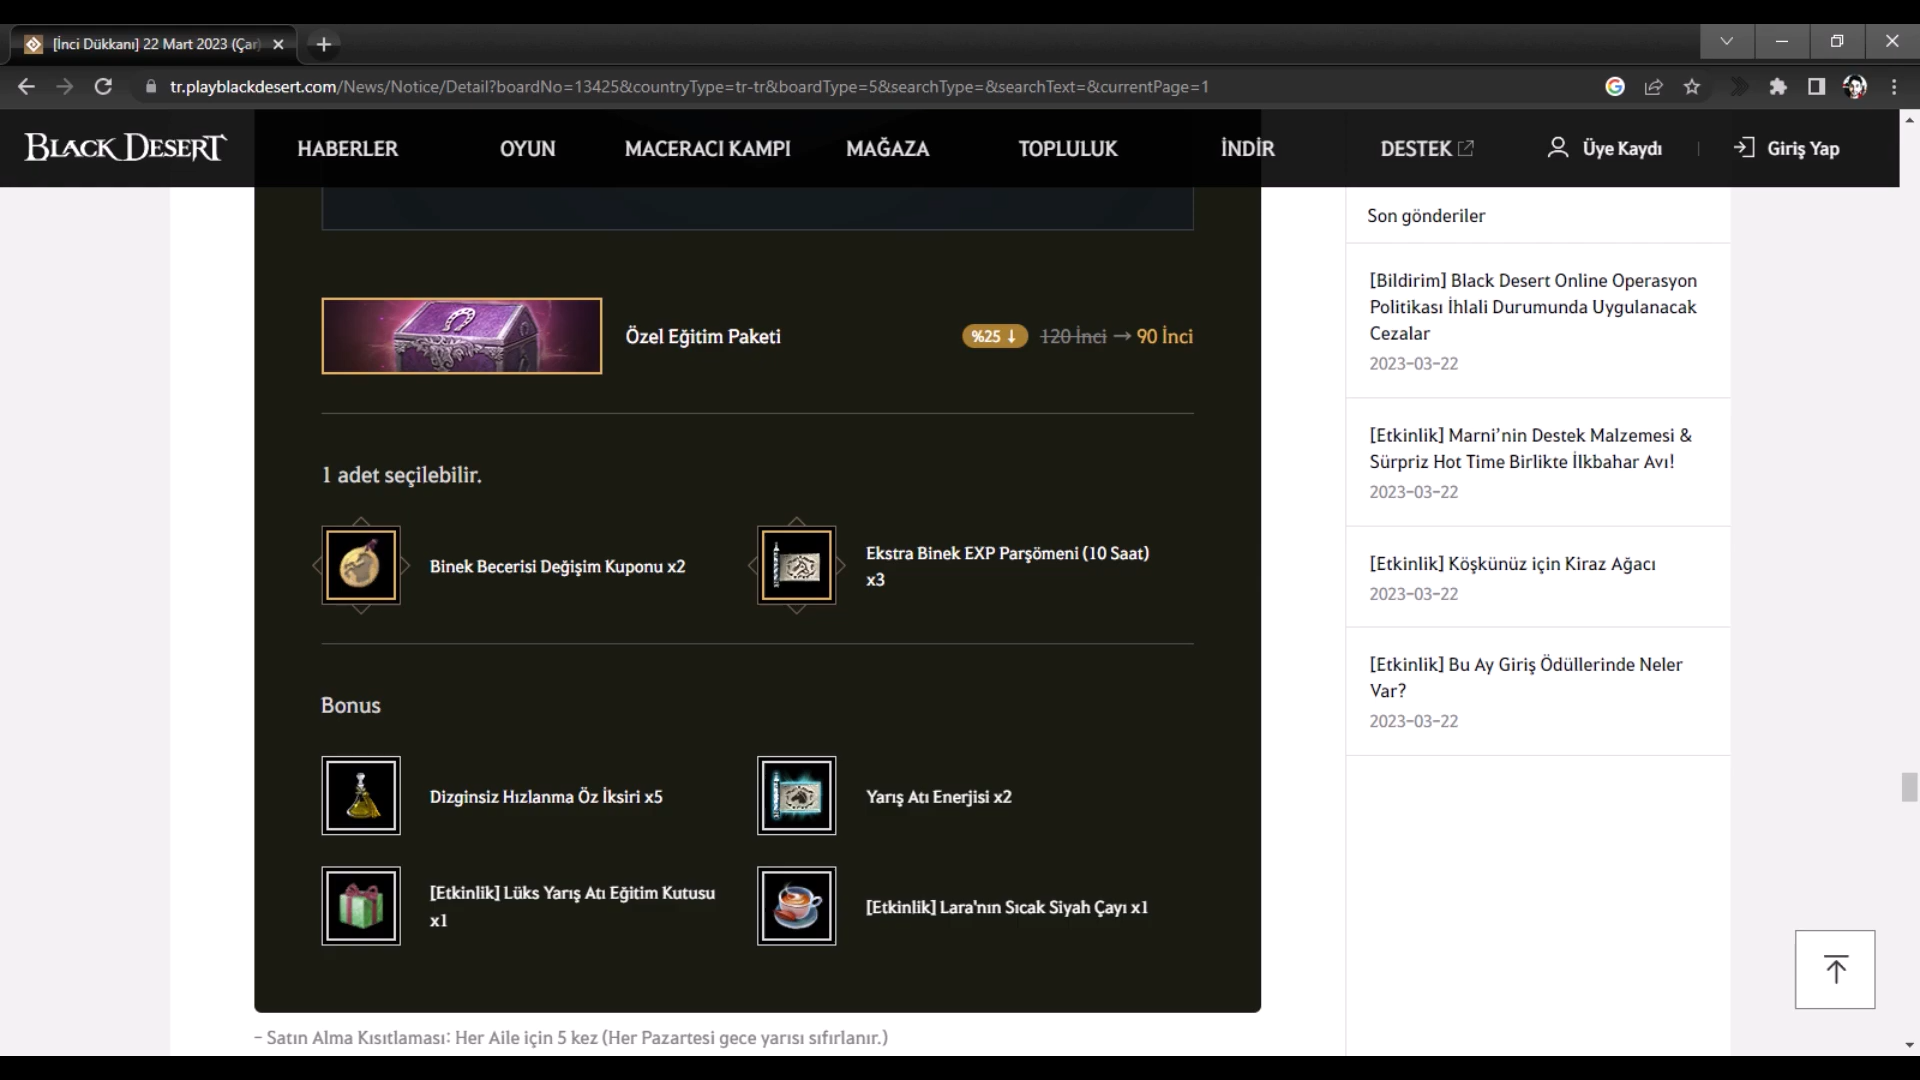 [İnci Dükkanı] 22 Mart 2023 (Çar
tr.playblackdesert.com/News/Notice/Detail?boardNo=13425&countryType=tr-tr&boardType=5&searchType=&searchText=&currentPage=1
BLACK DESERT
HABERLER
OYUN
MACERACI KAMPI
MAĞAZA
TOPLULUK
İNDİR
DESTEK
Üye Kaydı
Giriş Yap
Özel Eğitim Paketi
%25 ↓ 120 İnci → 90 İnci
1 adet seçilebilir.
Binek Becerisi Değişim Kuponu x2
Ekstra Binek EXP Parşömeni (10 Saat)
x3
Bonus
Dizginsiz Hızlanma Öz İksiri x5
Yarış Atı Enerjisi x2
[Etkinlik] Lüks Yarış Atı Eğitim Kutusu
x1
[Etkinlik] Lara'nın Sıcak Siyah Çayı x1
- Satın Alma Kısıtlaması: Her Aile için 5 kez (Her Pazartesi gece yarısı sıfırlanır.)
Son gönderiler
[Bildirim] Black Desert Online Operasyon
Politikası İhlali Durumunda Uygulanacak
Cezalar
2023-03-22
[Etkinlik] Marni’nin Destek Malzemesi &
Sürpriz Hot Time Birlikte İlkbahar Avı!
2023-03-22
[Etkinlik] Köşkünüz için Kiraz Ağacı
2023-03-22
[Etkinlik] Bu Ay Giriş Ödüllerinde Neler
Var?
2023-03-22